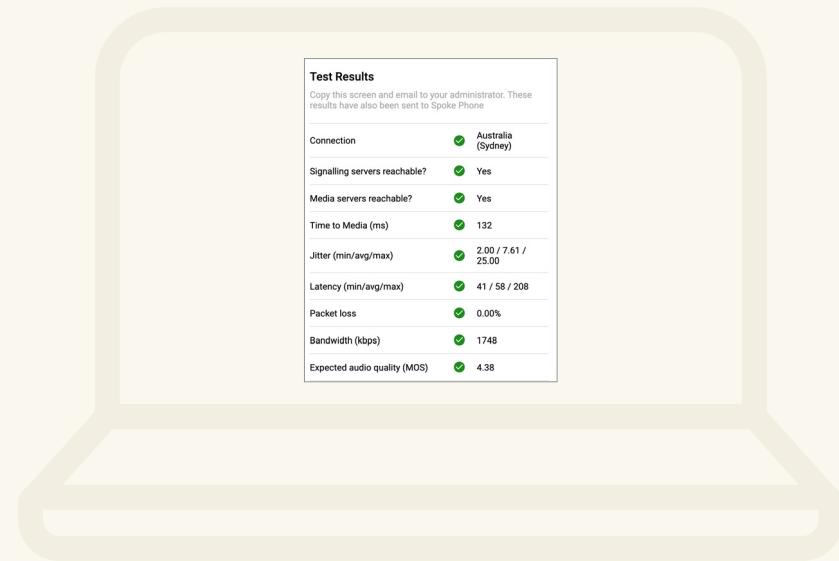 Test Results
Copy this screen and email to your administrator. These
results have also been sent to Spoke Phone
Connection
Australia
(Sydney)
Signalling servers reachable? Yes
Media servers reachable? Yes
Time to Media (ms) 132
Jitter (min/avg/max)
2.00 / 7.61 /
25.00
Latency (min/avg/max) 41 / 58 / 208
Packet loss 0.00%
Bandwidth (kbps) 1748
Expected audio quality (MOS) 4.38